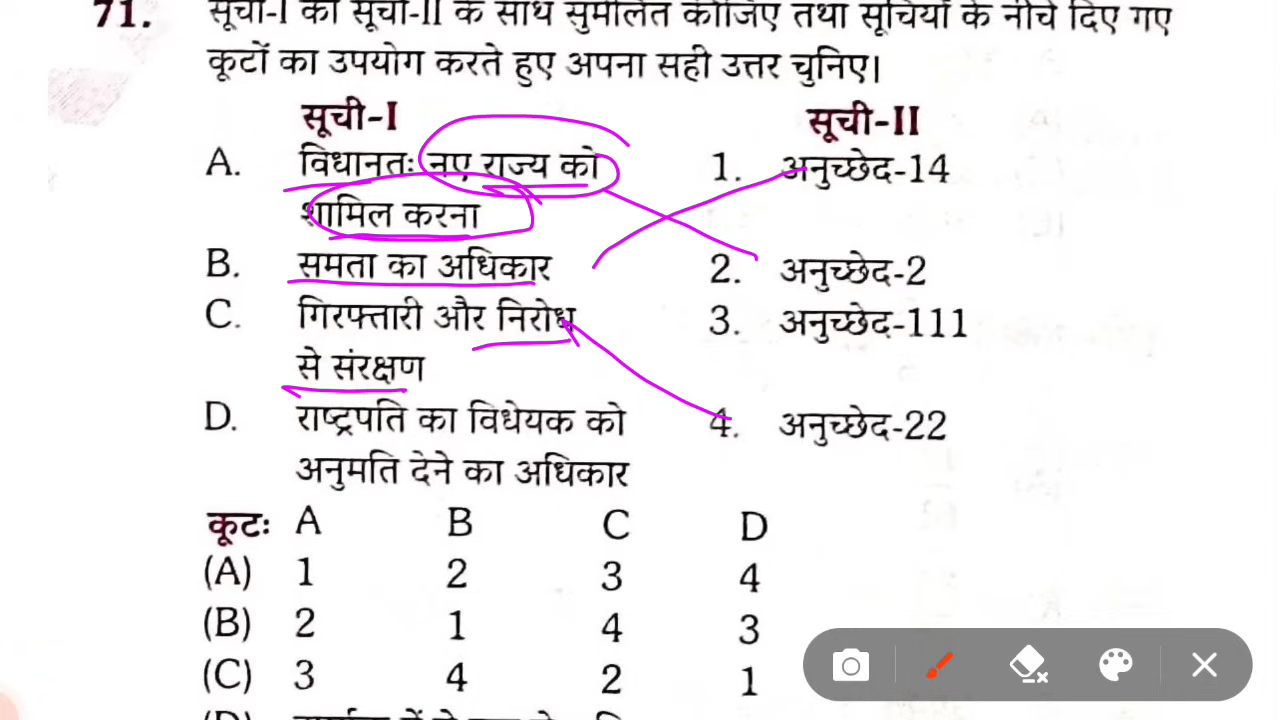 71. सूची-I को सूची-II के साथ सुमेलित कीजिए तथा सूचियों के नीचे दिए गए
कूटों का उपयोग करते हुए अपना सही उत्तर चुनिए।
सूची-I सूची-II
A. विधानतः नए राज्य को 1. अनुच्छेद-14
शामिल करना
B. समता का अधिकार 2. अनुच्छेद-2
C. गिरफ्तारी और निरोध 3. अनुच्छेद-111
से संरक्षण
D. राष्ट्रपति का विधेयक को 4. अनुच्छेद-22
अनुमति देने का अधिकार
कूटः A B C D
(A) 1 2 3 4
(B) 2 1 4 3
(C) 3 4 2 1
(D)